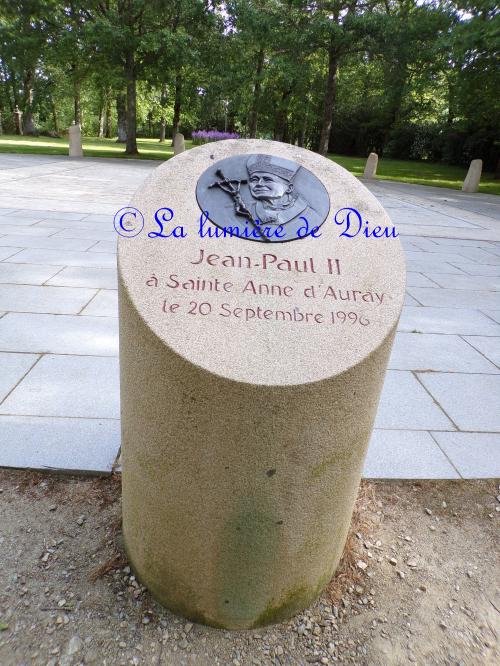 © La lumière de Dieu
Jean-Paul II
à Sainte Anne d'Auray
le 20 Septembre 1996